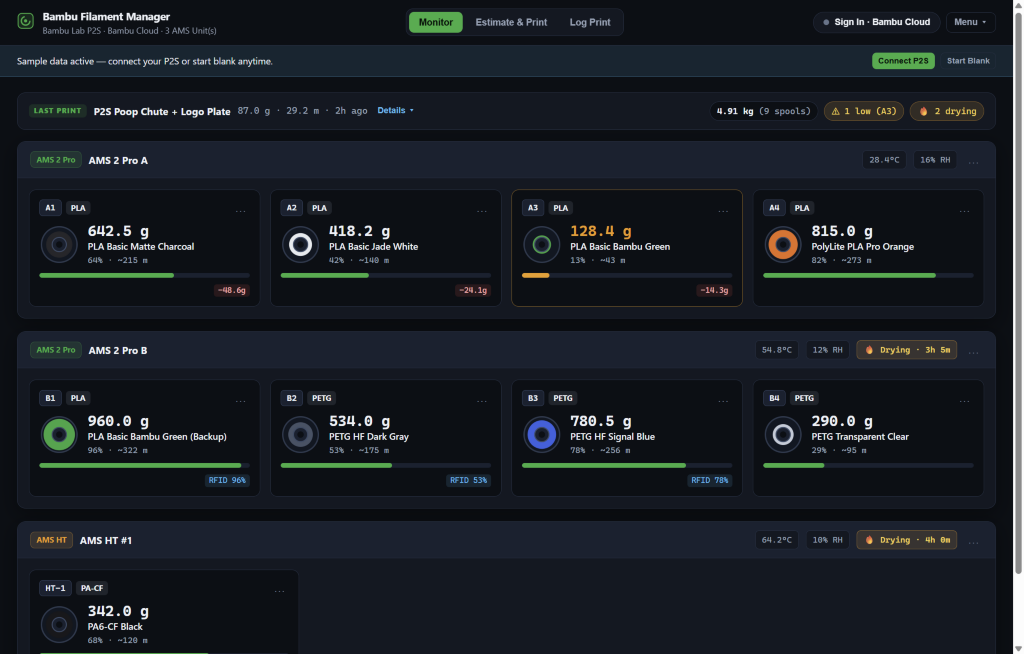 Bambu Filament Manager
Bambu Lab P2S · Bambu Cloud · 3 AMS Unit(s)
Monitor
Estimate & Print
Log Print
Sign In · Bambu Cloud
Menu
Sample data active — connect your P2S or start blank anytime.
Connect P2S
Start Blank
LAST PRINT
P2S Poop Chute + Logo Plate
87.0 g · 29.2 m · 2h ago
Details
4.91 kg (9 spools)
1 low (A3)
2 drying
AMS 2 Pro
AMS 2 Pro A
28.4°C
16% RH
...
A1 PLA
...
642.5 g
PLA Basic Matte Charcoal
64% · ~215 m
−48.6g
A2 PLA
...
418.2 g
PLA Basic Jade White
42% · ~140 m
−24.1g
A3 PLA
...
128.4 g
PLA Basic Bambu Green
13% · ~43 m
−14.3g
A4 PLA
...
815.0 g
PolyLite PLA Pro Orange
82% · ~273 m
AMS 2 Pro
AMS 2 Pro B
54.8°C
12% RH
Drying · 3h 5m
...
B1 PLA
...
960.0 g
PLA Basic Bambu Green (Backup)
96% · ~322 m
RFID 96%
B2 PETG
...
534.0 g
PETG HF Dark Gray
53% · ~175 m
RFID 53%
B3 PETG
...
780.5 g
PETG HF Signal Blue
78% · ~256 m
RFID 78%
B4 PETG
...
290.0 g
PETG Transparent Clear
29% · ~95 m
AMS HT
AMS HT #1
64.2°C
10% RH
Drying · 4h 0m
...
HT−1 PA-CF
...
342.0 g
PA6-CF Black
68% · ~120 m